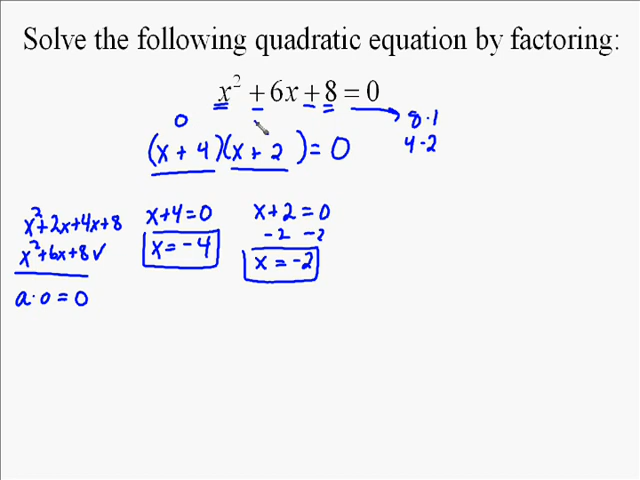 Solve the following quadratic equation by factoring:
x² + 6x + 8 = 0
8·1
0
4·2
(x + 4)(x + 2) = 0
x²+2x+4x+8
x+4=0
x+2=0
-2 -2
x²+6x+8 ✓
x=-4
x=-2
a·0=0